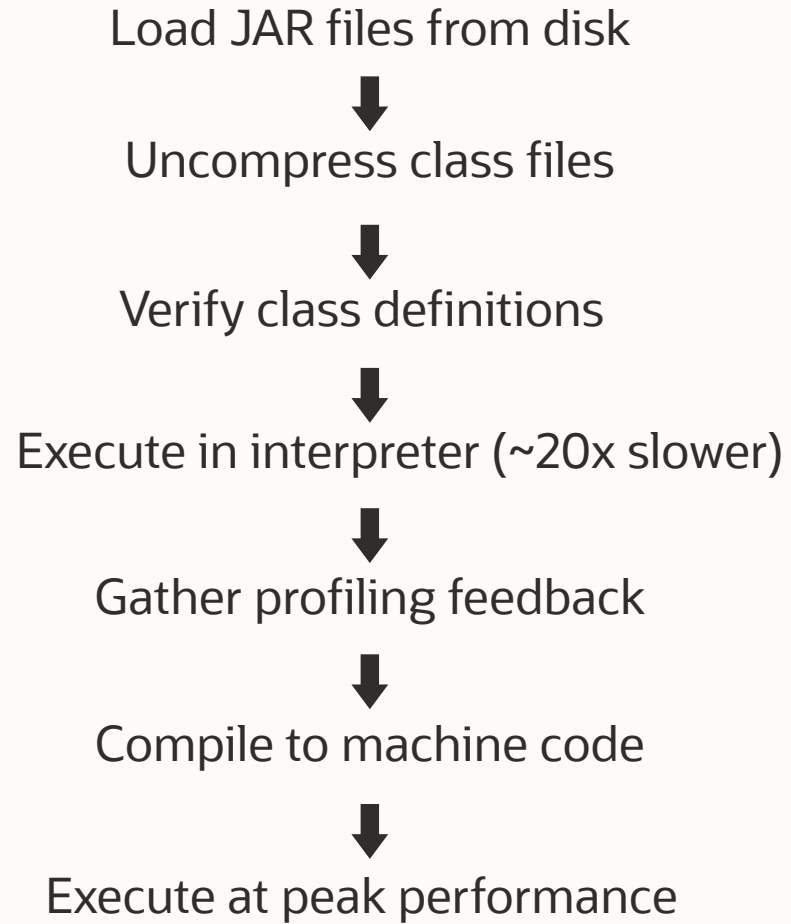 Load JAR files from disk
Uncompress class files
Verify class definitions
Execute in interpreter (~20x slower)
Gather profiling feedback
Compile to machine code
Execute at peak performance